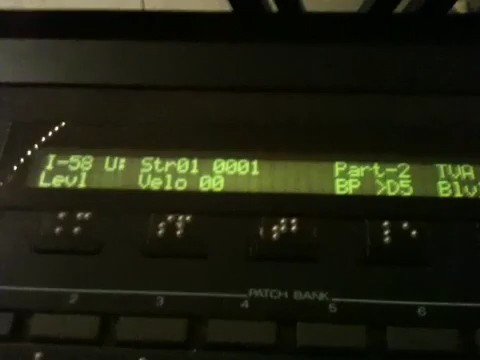 I-58 U: Str01 0001 Part-2 TVA
Levl Velo 00 BP >D5 Blv
PATCH BANK
2 3 4 5 6